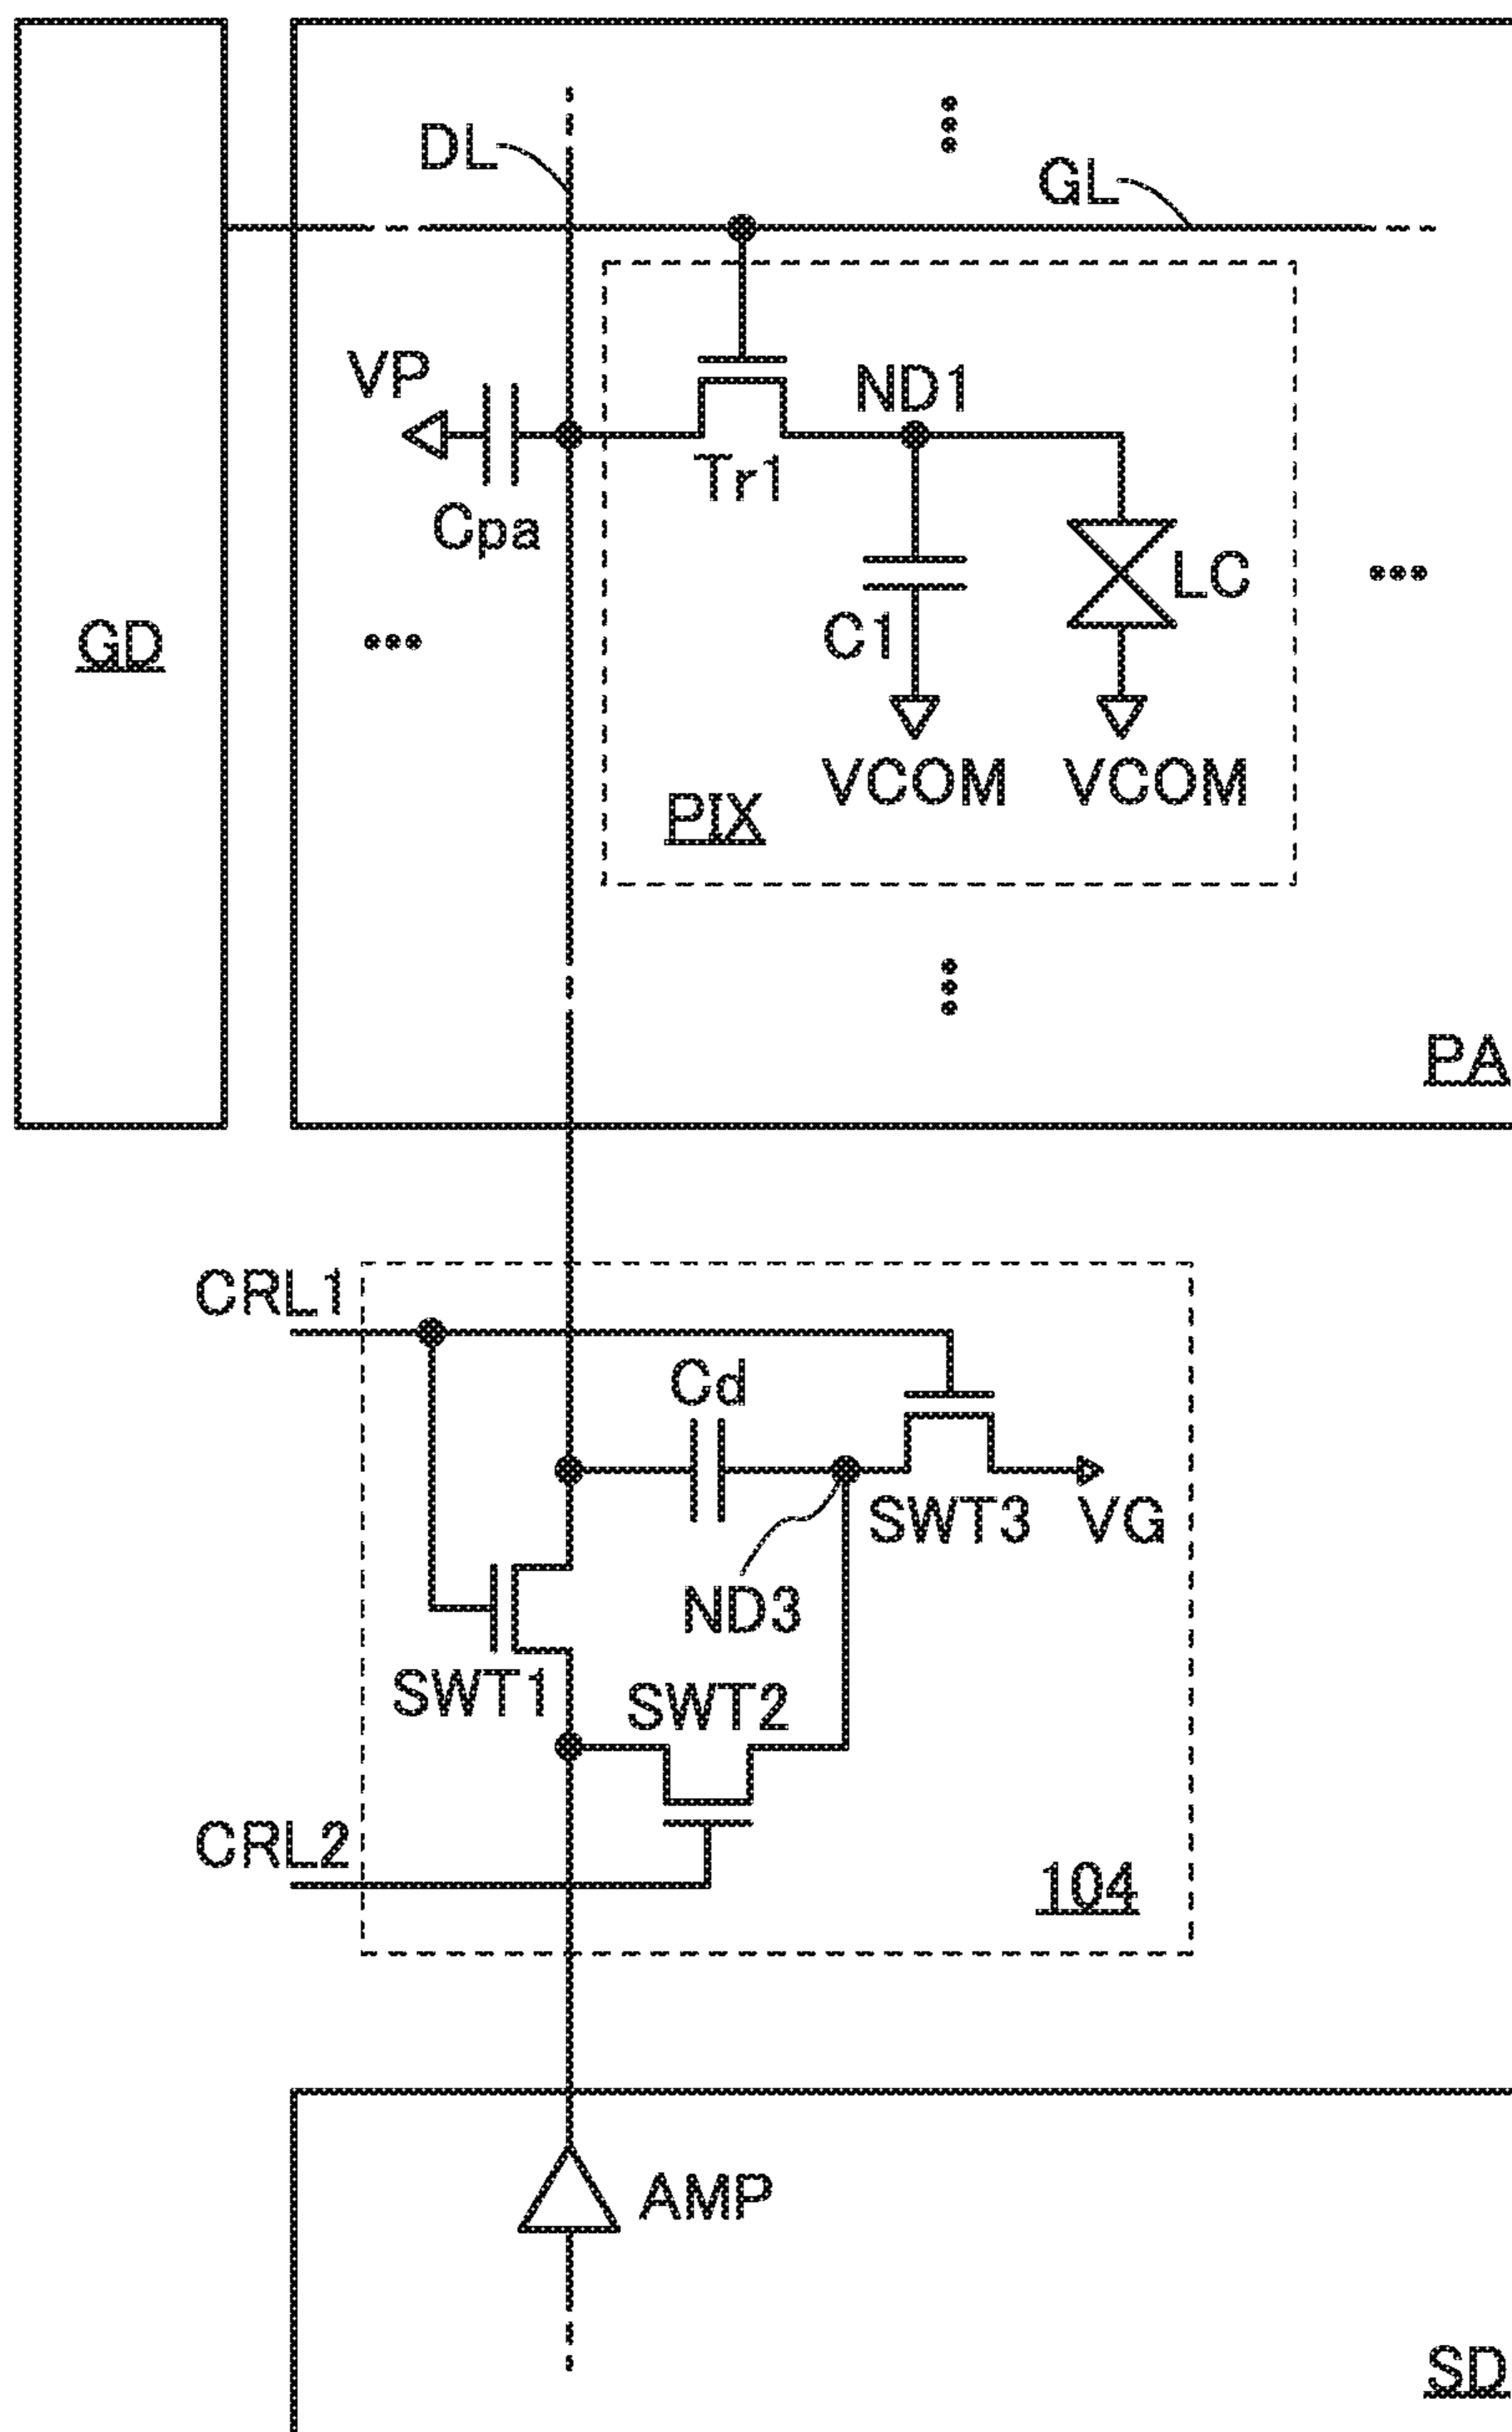 DL
GL
VP
ND1
Tr1
Cpa
GD
C1
LC
VCOM VCOM
PIX
PA
CRL1
Cd
SWT3 VG
ND3
SWT1
SWT2
CRL2
104
AMP
SD